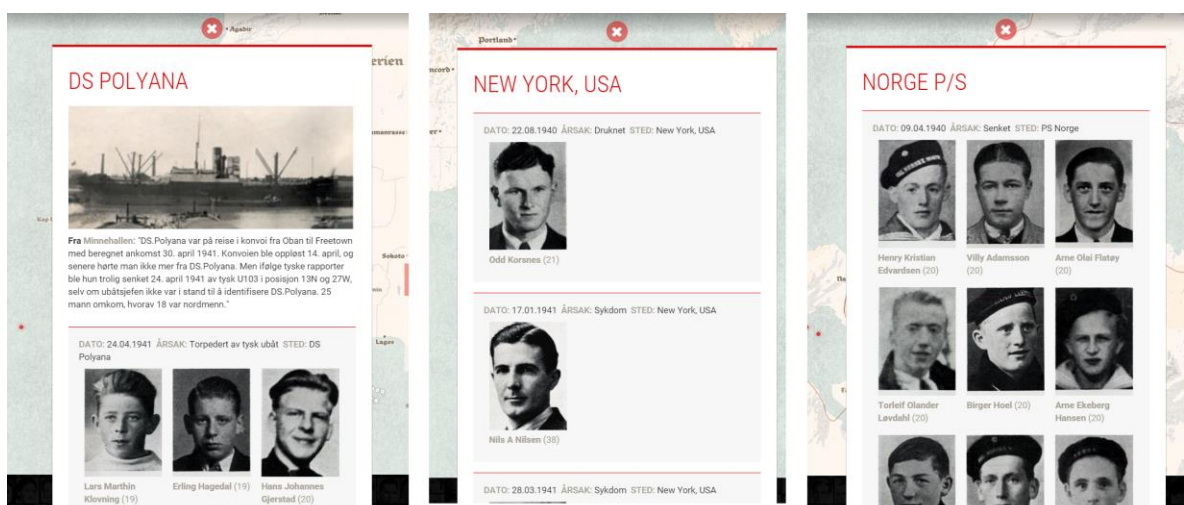 Agadir
erien
Kap
amanrasse
Sokoto
Lagos
DS POLYANA
Fra Minnehallen: "DS.Polyana var på reise i konvoi fra Oban til Freetown
med beregnet ankomst 30. april 1941. Konvoien ble oppløst 14. april, og
senere hørte man ikke mer fra DS.Polyana. Men ifølge tyske rapporter
ble hun trolig senket 24. april 1941 av tysk U103 i posisjon 13N og 27W,
selv om ubåtsjefen ikke var i stand til å identifisere DS.Polyana. 25
mann omkom, hvorav 18 var nordmenn."
DATO: 24.04.1941 ÅRSAK: Torpedert av tysk ubåt STED: DS
Polyana
Lars Marthin
Klovning (19)
Erling Hagedal (19)
Hans Johannes
Gjerstad (20)
Portland
ncord
NEW YORK, USA
DATO: 22.08.1940 ÅRSAK: Druknet STED: New York, USA
Odd Korsnes (21)
DATO: 17.01.1941 ÅRSAK: Sykdom STED: New York, USA
Nils A Nilsen (38)
DATO: 28.03.1941 ÅRSAK: Sykdom STED: New York, USA
NORGE P/S
DATO: 09.04.1940 ÅRSAK: Senket STED: PS Norge
Henry Kristian
Edvardsen (20)
Villy Adamsson
(20)
Arne Olai Flatøy
(20)
Torleif Olander
Løvdahl (20)
Birger Hoel (20)
Arne Ekeberg
Hansen (20)